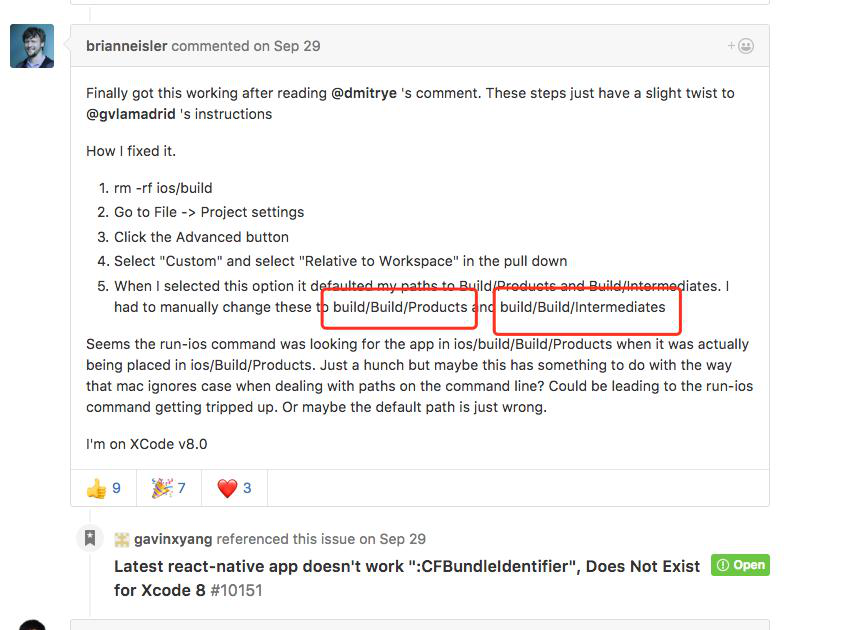 brianneisler commented on Sep 29
Finally got this working after reading @dmitrye 's comment. These steps just have a slight twist to
@gvlamadrid 's instructions
How I fixed it.
1. rm -rf ios/build
2. Go to File -> Project settings
3. Click the Advanced button
4. Select "Custom" and select "Relative to Workspace" in the pull down
5. When I selected this option it defaulted my paths to Build/Products and Build/Intermediates. I
had to manually change these to build/Build/Products and build/Build/Intermediates
Seems the run-ios command was looking for the app in ios/build/Build/Products when it was actually
being placed in ios/Build/Products. Just a hunch but maybe this has something to do with the way
that mac ignores case when dealing with paths on the command line? Could be leading to the run-ios
command getting tripped up. Or maybe the default path is just wrong.
I'm on XCode v8.0
9 7 3
gavinxyang referenced this issue on Sep 29
Latest react-native app doesn't work ":CFBundleIdentifier", Does Not Exist Open
for Xcode 8 #10151